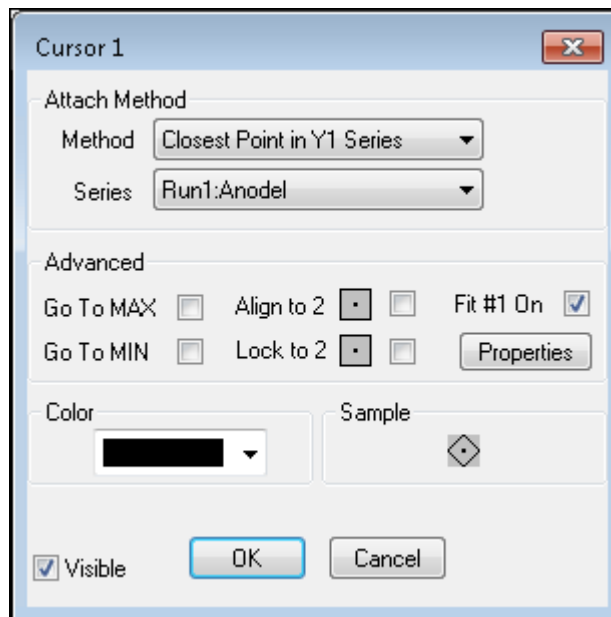 Cursor 1
Attach Method
Method Closest Point in Y1 Series
Series Run1:Anodel
Advanced
Go To MAX Align to 2 Fit #1 On
Go To MIN Lock to 2 Properties
Color Sample
Visible OK Cancel